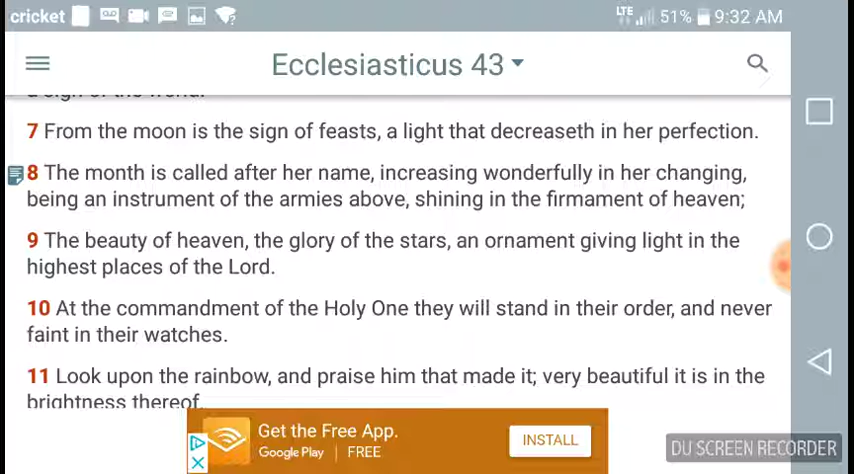 cricket
LTE 51% 9:32 AM
Ecclesiasticus 43
a sign of the world.
7 From the moon is the sign of feasts, a light that decreaseth in her perfection.
8 The month is called after her name, increasing wonderfully in her changing,
being an instrument of the armies above, shining in the firmament of heaven;
9 The beauty of heaven, the glory of the stars, an ornament giving light in the
highest places of the Lord.
10 At the commandment of the Holy One they will stand in their order, and never
faint in their watches.
11 Look upon the rainbow, and praise him that made it; very beautiful it is in the
brightness thereof.
Get the Free App.
Google Play | FREE
INSTALL
DU SCREEN RECORDER